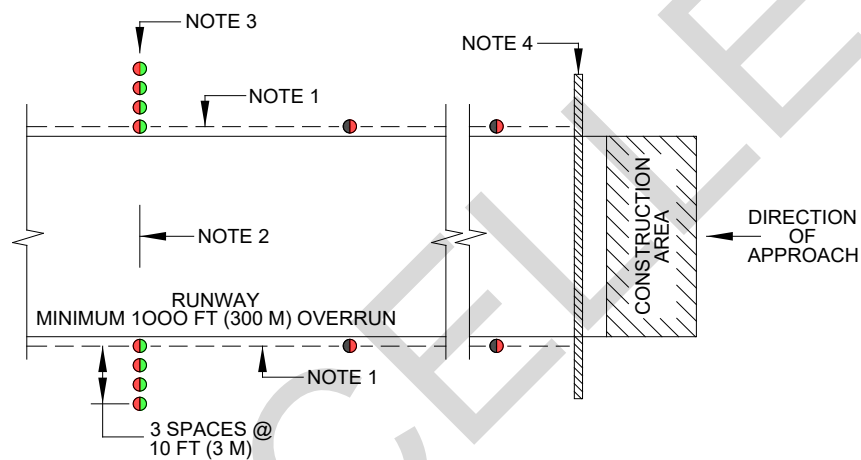 NOTE 3
NOTE 4
NOTE 1
NOTE 2
CONSTRUCTION
AREA
DIRECTION
OF
APPROACH
RUNWAY
MINIMUM 1OOO FT (300 M) OVERRUN
NOTE 1
3 SPACES @
10 FT (3 M)
CELLE